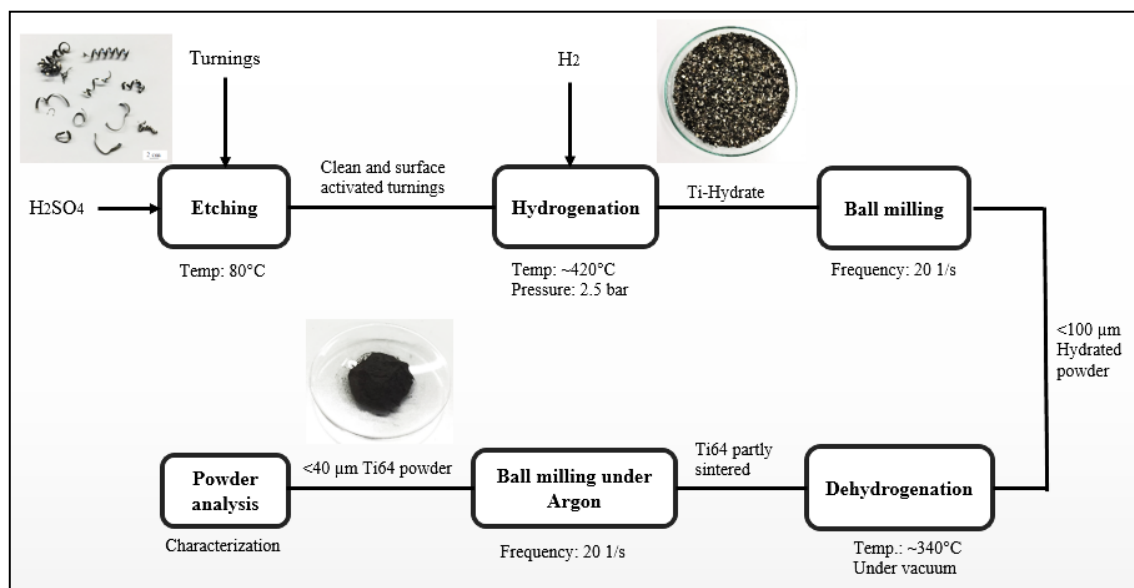 Turnings
H2
2 cm
Clean and surface
activated turnings
H2SO4
Etching
Hydrogenation
Ti-Hydrate
Ball milling
Temp: 80°C
Temp: ~420°C
Pressure: 2.5 bar
Frequency: 20 1/s
<100 µm
Hydrated
powder
<40 µm Ti64 powder
Ti64 partly
sintered
Powder
analysis
Ball milling under
Argon
Dehydrogenation
Characterization
Frequency: 20 1/s
Temp.: ~340°C
Under vacuum